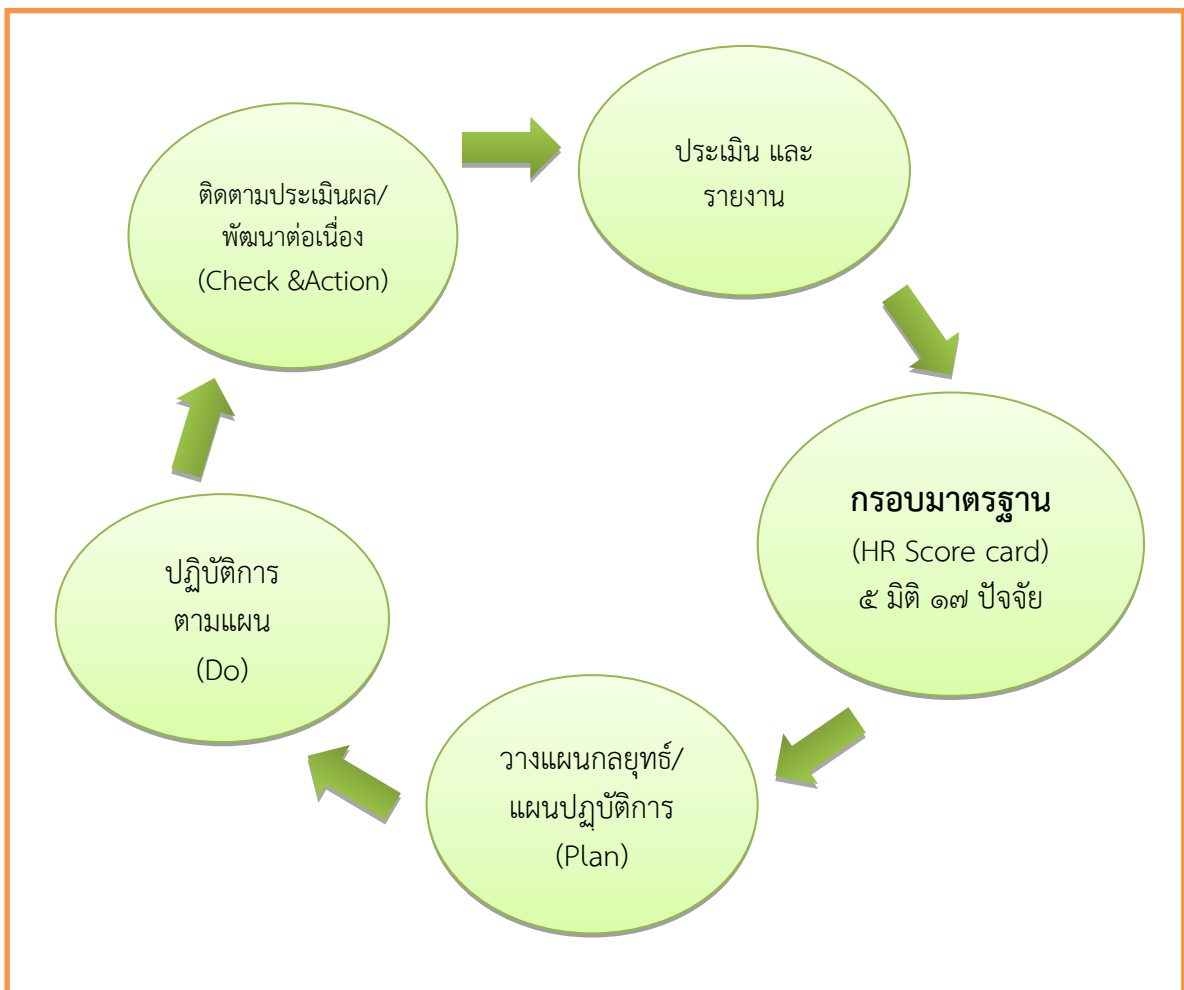 ประเมิน และ
รายงาน
ติดตามประเมินผล/
พัฒนาต่อเนื่อง
(Check &Action)
กรอบมาตรฐาน
(HR Score card)
๕ มิติ ๑๗ ปัจจัย
ปฏิบัติการ
ตามแผน
(Do)
วางแผนกลยุทธ์/
แผนปฏฺบัติการ
(Plan)